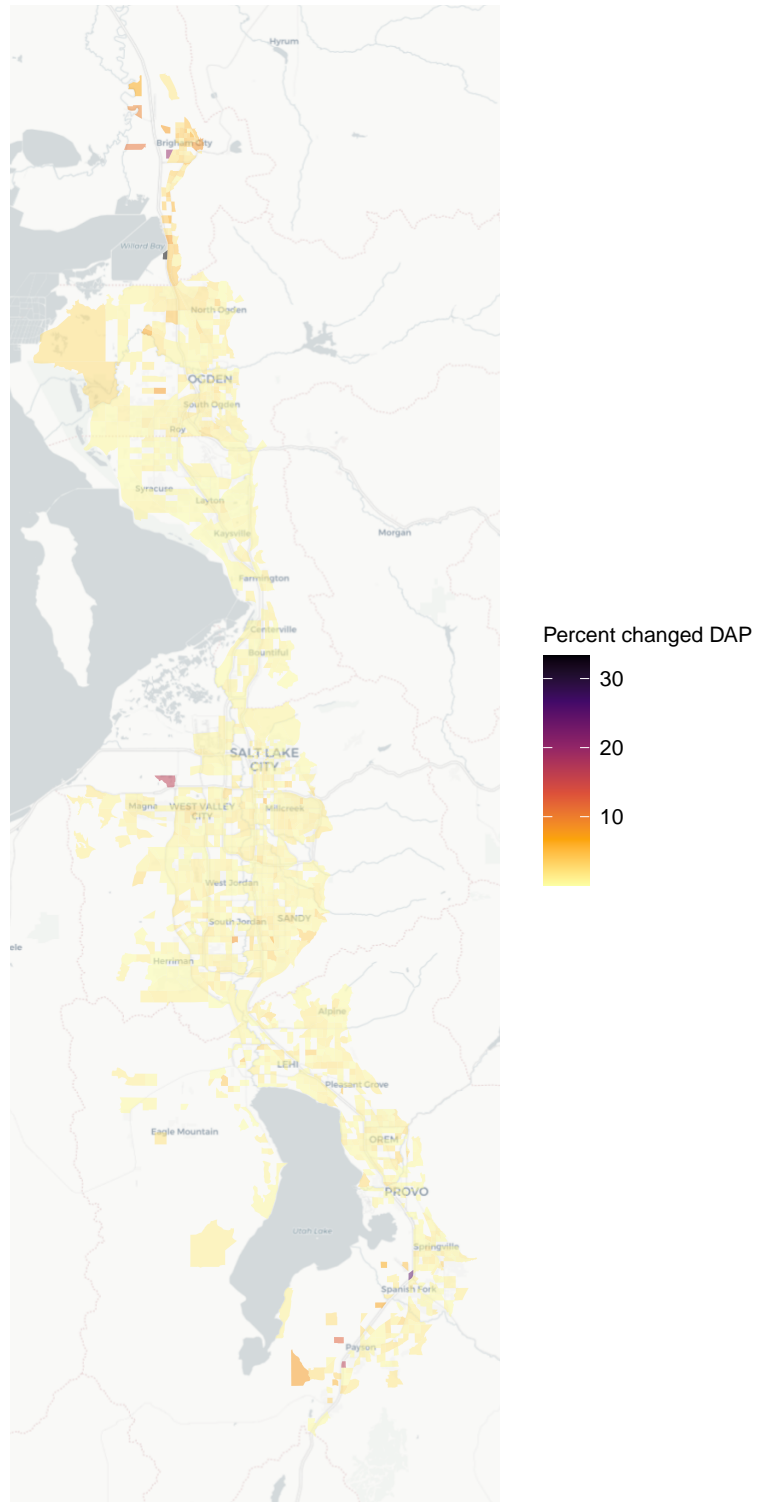 Hyrum
Brigham City
Willard Bay
North Ogden
OGDEN
South Ogden
Roy
Syracuse
Layton
Kaysville
Morgan
Farmington
Centerville
Bountiful
Percent changed DAP
30
20
10
SALT LAKE
CITY
Magna
WEST VALLEY
CITY
Millcreek
West Jordan
South Jordan
SANDY
ele
Herriman
Alpine
LEHI
Pleasant Grove
Eagle Mountain
OREM
PROVO
Utah Lake
Springville
Spanish Fork
Payson